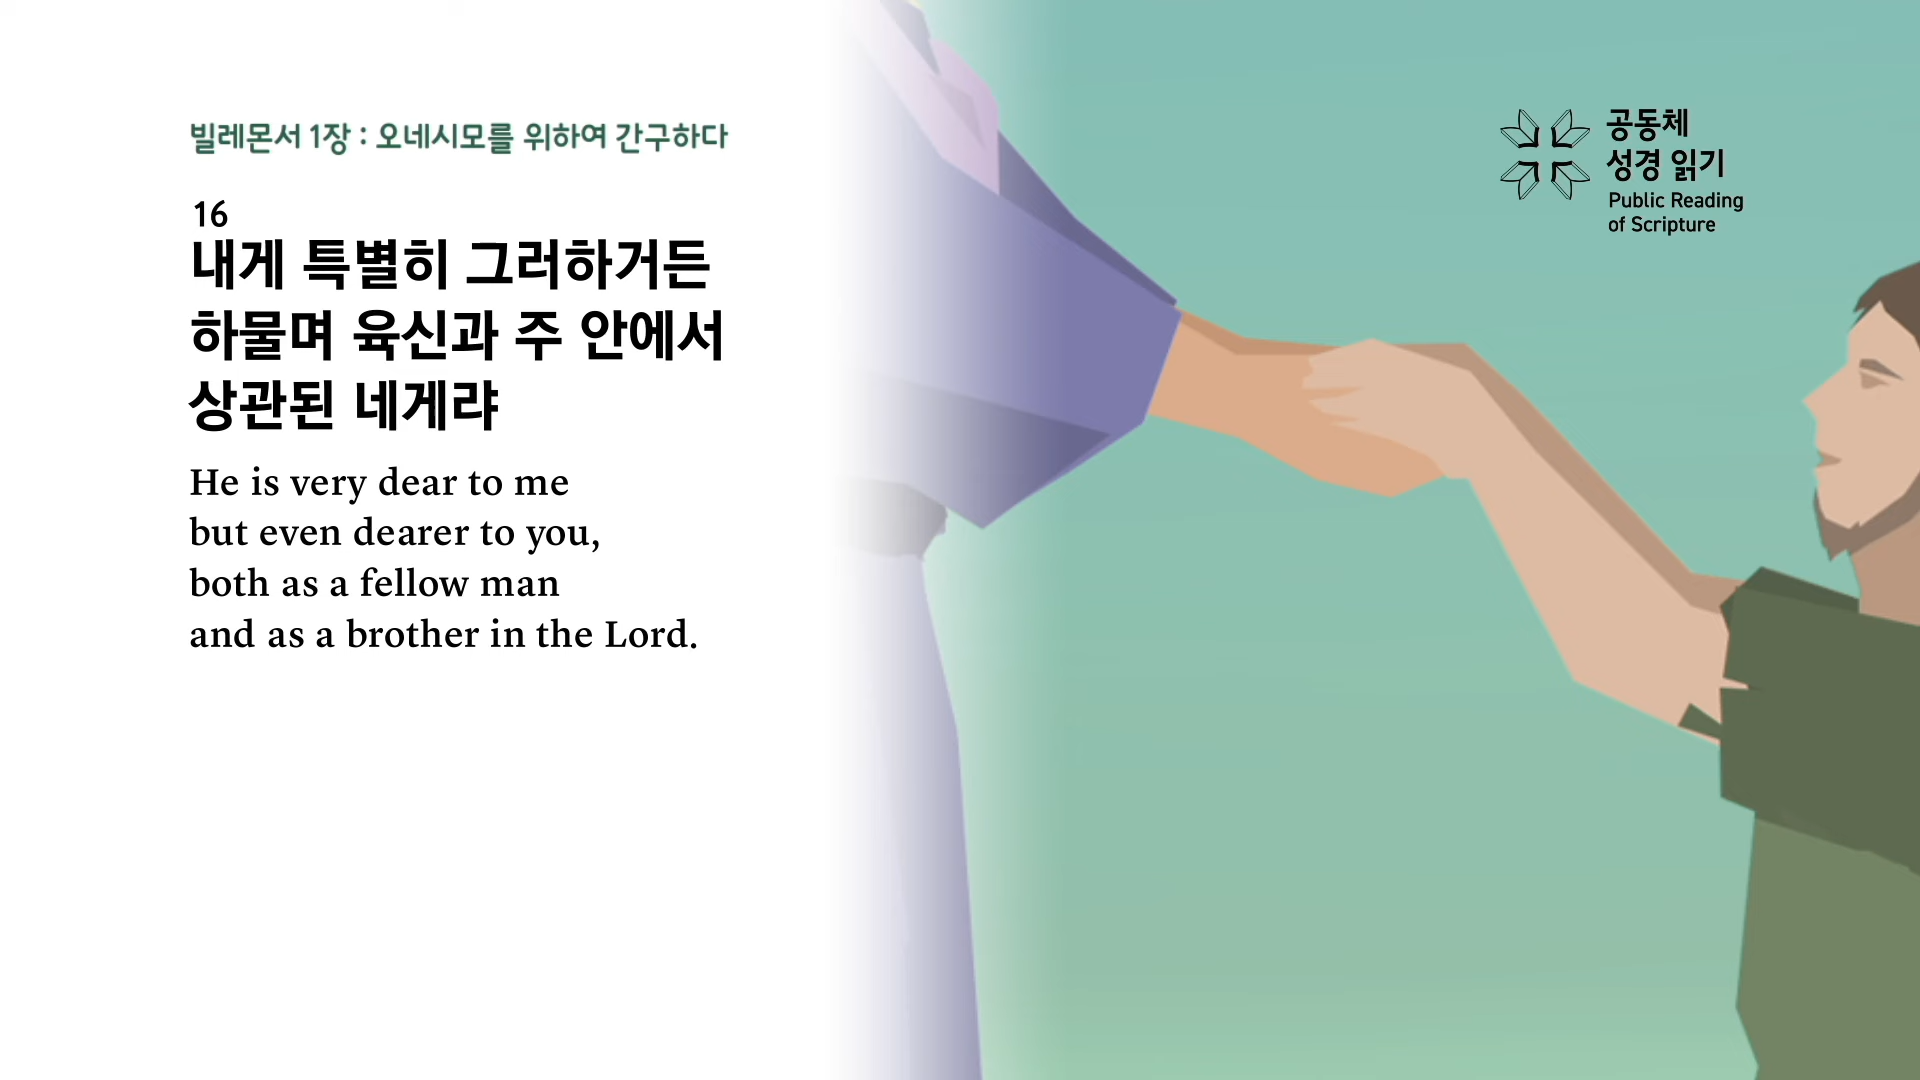 빌레몬서 1장 : 오네시모를 위하여 간구하다
16
내게 특별히 그러하거든
하물며 육신과 주 안에서
상관된 네게랴
He is very dear to me
but even dearer to you,
both as a fellow man
and as a brother in the Lord.
공동체
성경 읽기
Public Reading
of Scripture